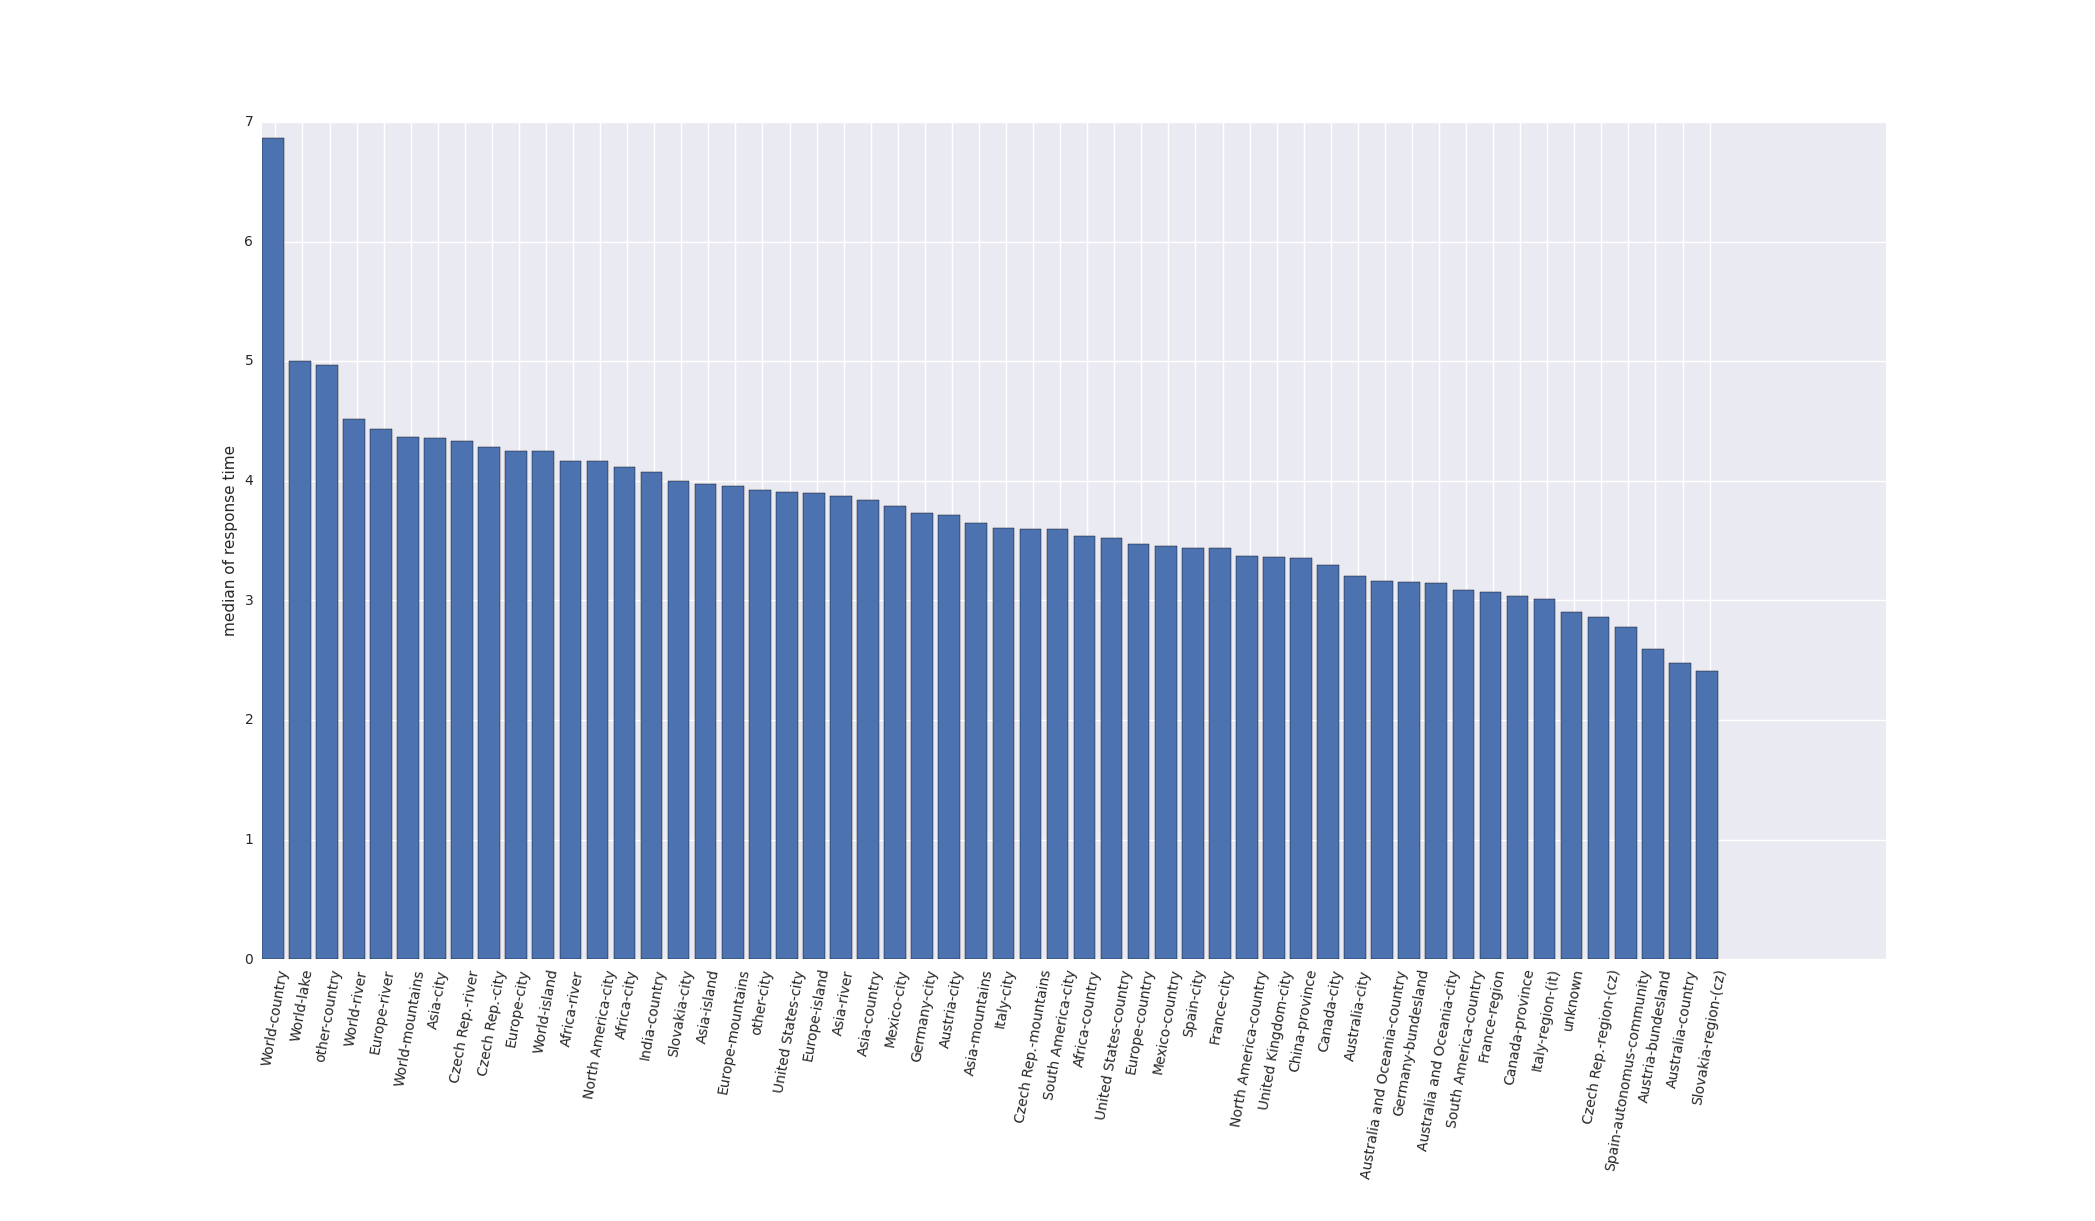 7
6
5
4
3
2
1
0
median of response time
World-country
World-lake
other-country
World-river
Europe-river
World-mountains
Asia-city
Czech Rep.-river
Czech Rep.-city
Europe-city
World-island
Africa-river
North America-city
Africa-city
India-country
Slovakia-city
Asia-island
Europe-mountains
other-city
United States-city
Europe-island
Asia-river
Asia-country
Mexico-city
Germany-city
Austria-city
Asia-mountains
Italy-city
Czech Rep.-mountains
South America-city
Africa-country
United States-country
Europe-country
Mexico-country
Spain-city
France-city
North America-country
United Kingdom-city
China-province
Canada-city
Australia-city
Australia and Oceania-country
Germany-bundesland
Australia and Oceania-city
South America-country
France-region
Canada-province
Italy-region-(it)
unknown
Czech Rep.-region-(cz)
Spain-autonomus-community
Austria-bundesland
Australia-country
Slovakia-region-(cz)